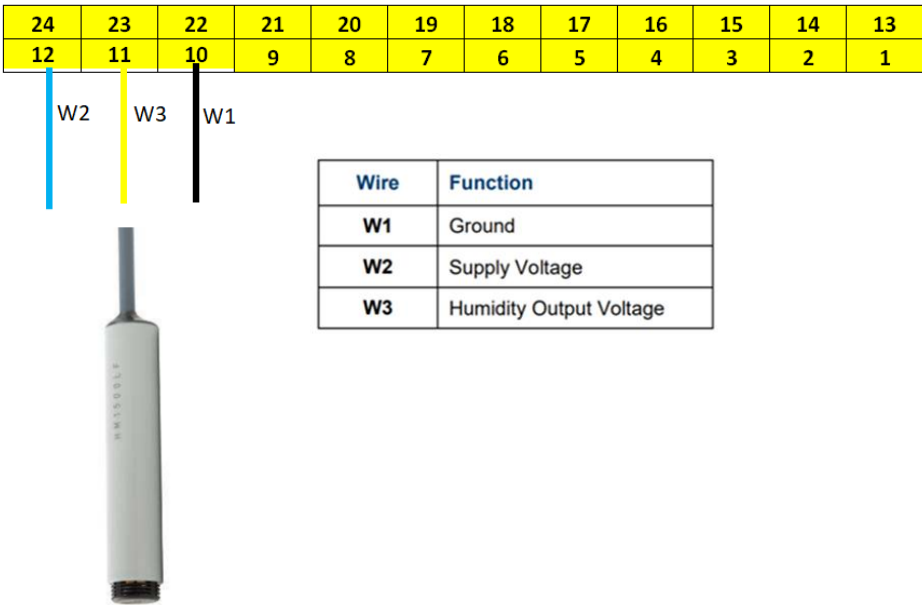 24 23 22 21 20 19 18 17 16 15 14 13
12 11 10 9 8 7 6 5 4 3 2 1
W2 W3 W1
Wire Function
W1 Ground
W2 Supply Voltage
W3 Humidity Output Voltage
HM1500LF